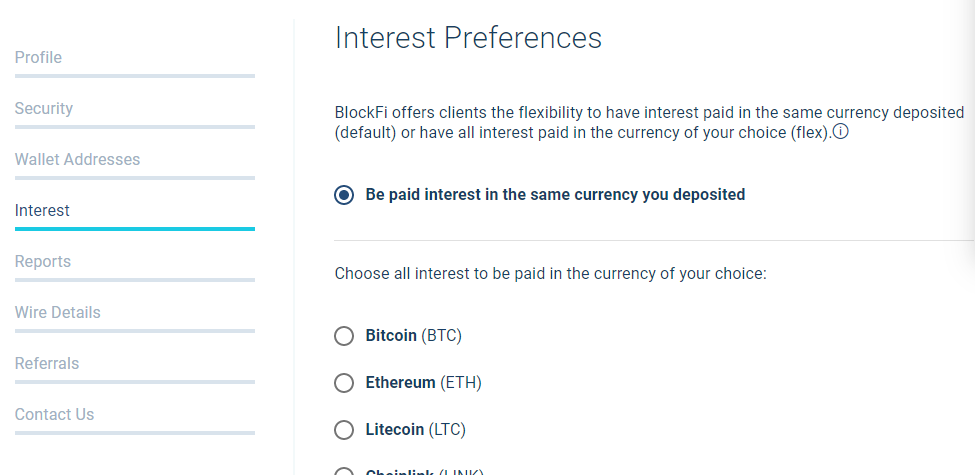 Profile
Security
Wallet Addresses
Interest
Reports
Wire Details
Referrals
Contact Us
Interest Preferences
BlockFi offers clients the flexibility to have interest paid in the same currency deposited
(default) or have all interest paid in the currency of your choice (flex).
Be paid interest in the same currency you deposited
Choose all interest to be paid in the currency of your choice:
Bitcoin (BTC)
Ethereum (ETH)
Litecoin (LTC)
Chainlink (LINK)